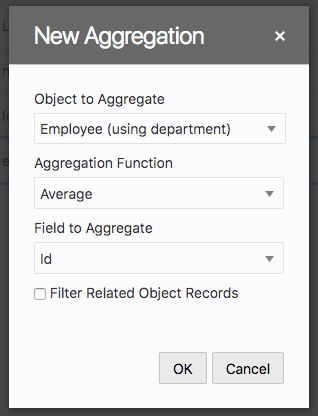 New Aggregation ×
Object to Aggregate
Employee (using department)
Aggregation Function
Average
Field to Aggregate
Id
Filter Related Object Records
OK Cancel